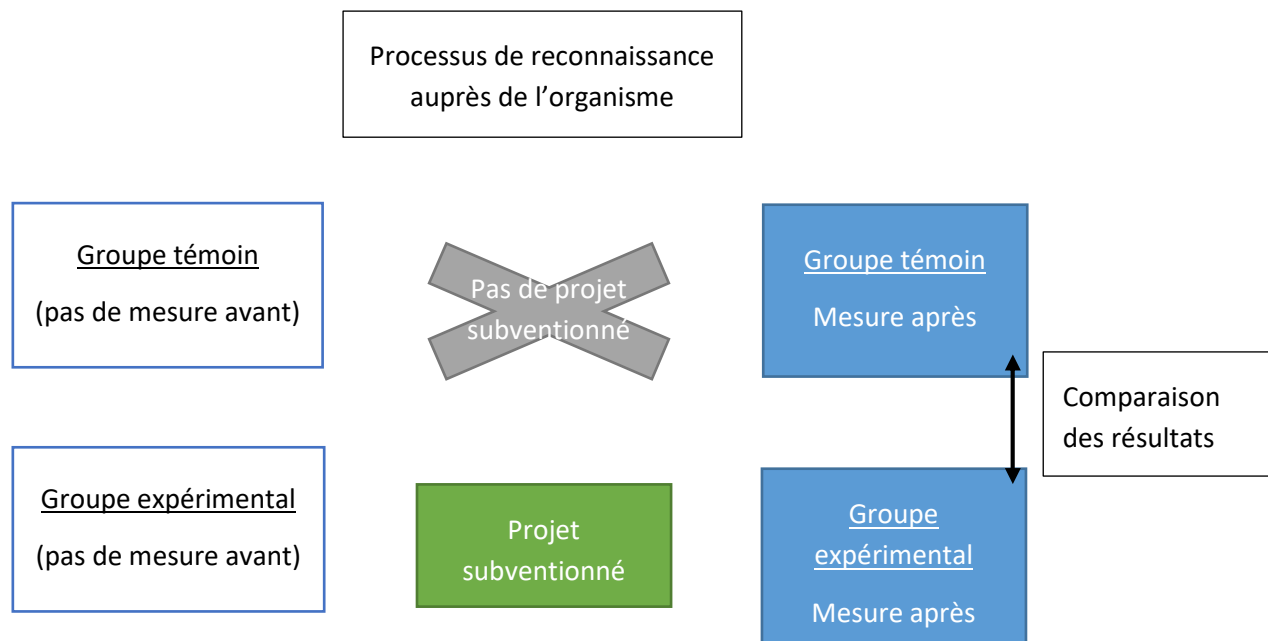 Processus de reconnaissance
auprès de l’organisme
Groupe témoin
(pas de mesure avant)
Pas de projet
subventionné
Groupe témoin
Mesure après
Comparaison
des résultats
Groupe expérimental
(pas de mesure avant)
Projet
subventionné
Groupe
expérimental
Mesure après